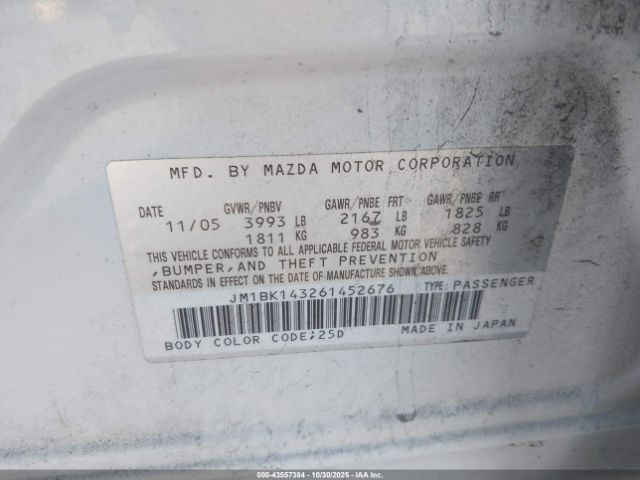 MFD. BY MAZDA MOTOR CORPORATION
DATE GVWR/PNBV GAWR/PNBE FRT GAWR/PNBE RR
11/05 3993 LB 2167 LB 1825 LB
1811 KG 983 KG 828 KG
THIS VEHICLE CONFORMS TO ALL APPLICABLE FEDERAL MOTOR VEHICLE SAFETY
,BUMPER,AND THEFT PREVENTION
STANDARDS IN EFFECT ON THE DATE OF MANUFACTURE SHOWN ABOVE.
JM1BK143261452676 TYPE: PASSENGER
BODY COLOR CODE;25D MADE IN JAPAN
000-43557384 | 10/30/2025 | Copart/IAA